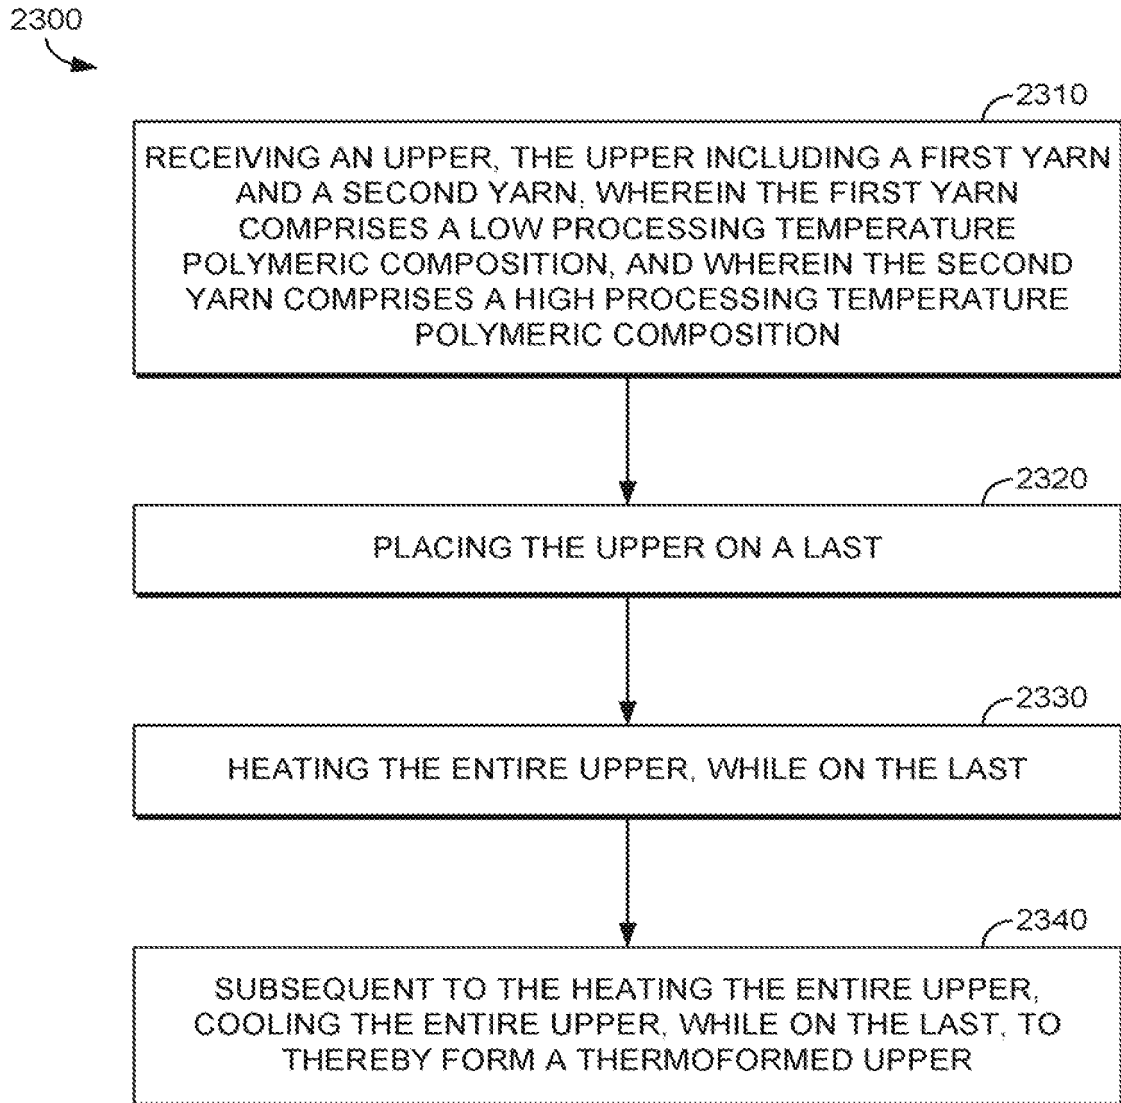 2300
2310
RECEIVING AN UPPER, THE UPPER INCLUDING A FIRST YARN
AND A SECOND YARN, WHEREIN THE FIRST YARN
COMPRISES A LOW PROCESSING TEMPERATURE
POLYMERIC COMPOSITION, AND WHEREIN THE SECOND
YARN COMPRISES A HIGH PROCESSING TEMPERATURE
POLYMERIC COMPOSITION
2320
PLACING THE UPPER ON A LAST
2330
HEATING THE ENTIRE UPPER, WHILE ON THE LAST
2340
SUBSEQUENT TO THE HEATING THE ENTIRE UPPER,
COOLING THE ENTIRE UPPER, WHILE ON THE LAST, TO
THEREBY FORM A THERMOFORMED UPPER